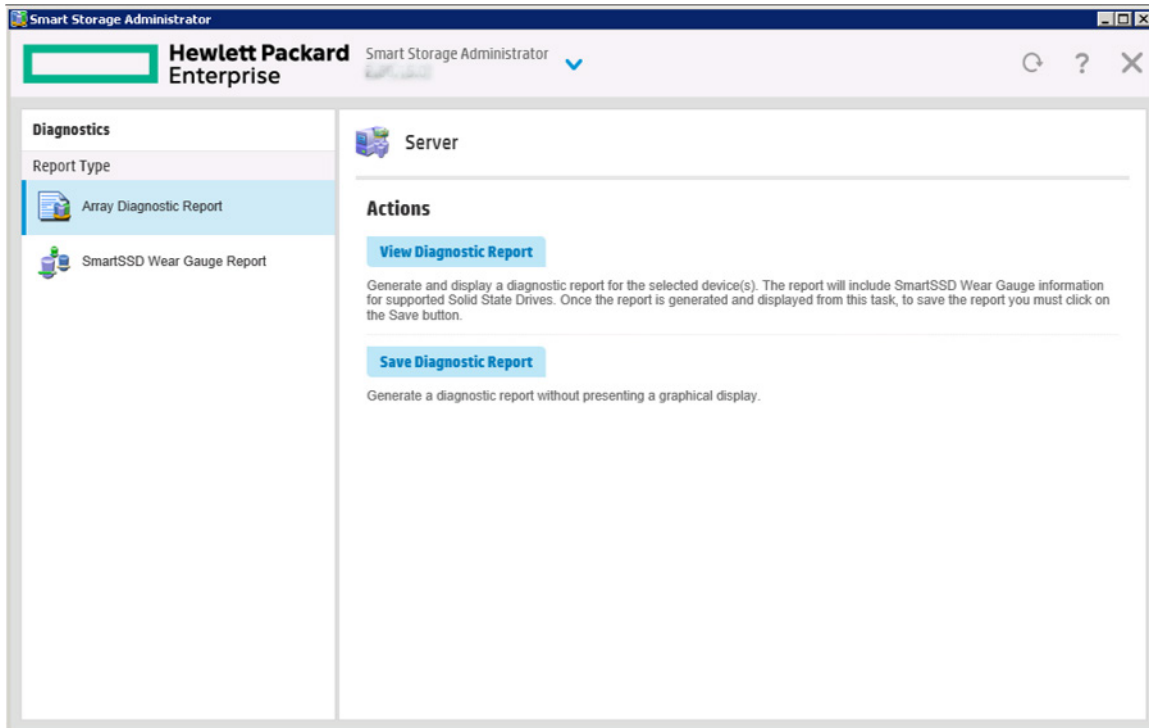 Smart Storage Administrator
Hewlett Packard
Enterprise
Smart Storage Administrator
?
Diagnostics
Report Type
Array Diagnostic Report
SmartSSD Wear Gauge Report
Server
Actions
View Diagnostic Report
Generate and display a diagnostic report for the selected device(s). The report will include SmartSSD Wear Gauge information
for supported Solid State Drives. Once the report is generated and displayed from this task, to save the report you must click on
the Save button.
Save Diagnostic Report
Generate a diagnostic report without presenting a graphical display.